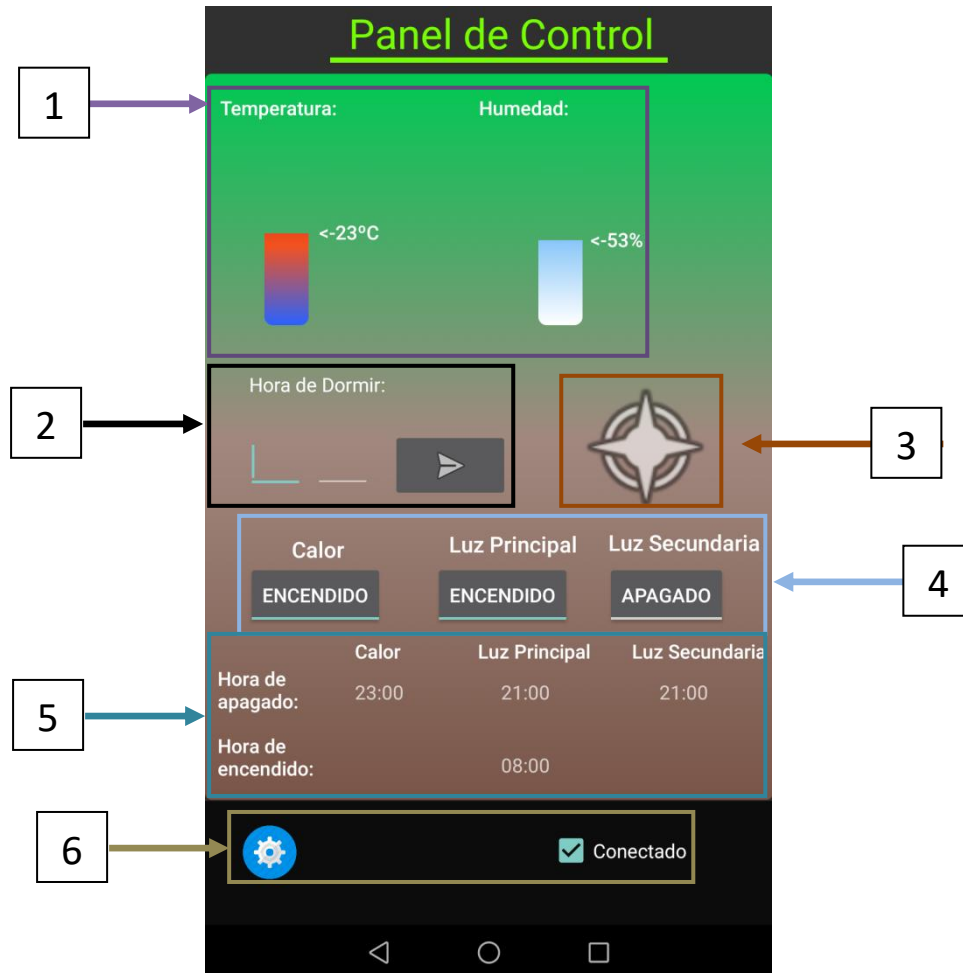 Panel de Control
1
Temperatura: Humedad:
<-23ºC
<-53%
2
Hora de Dormir:
3
Calor Luz Principal Luz Secundaria
ENCENDIDO ENCENDIDO APAGADO
4
Calor Luz Principal Luz Secundaria
Hora de
apagado: 23:00 21:00 21:00
5
Hora de
encendido: 08:00
6
Conectado